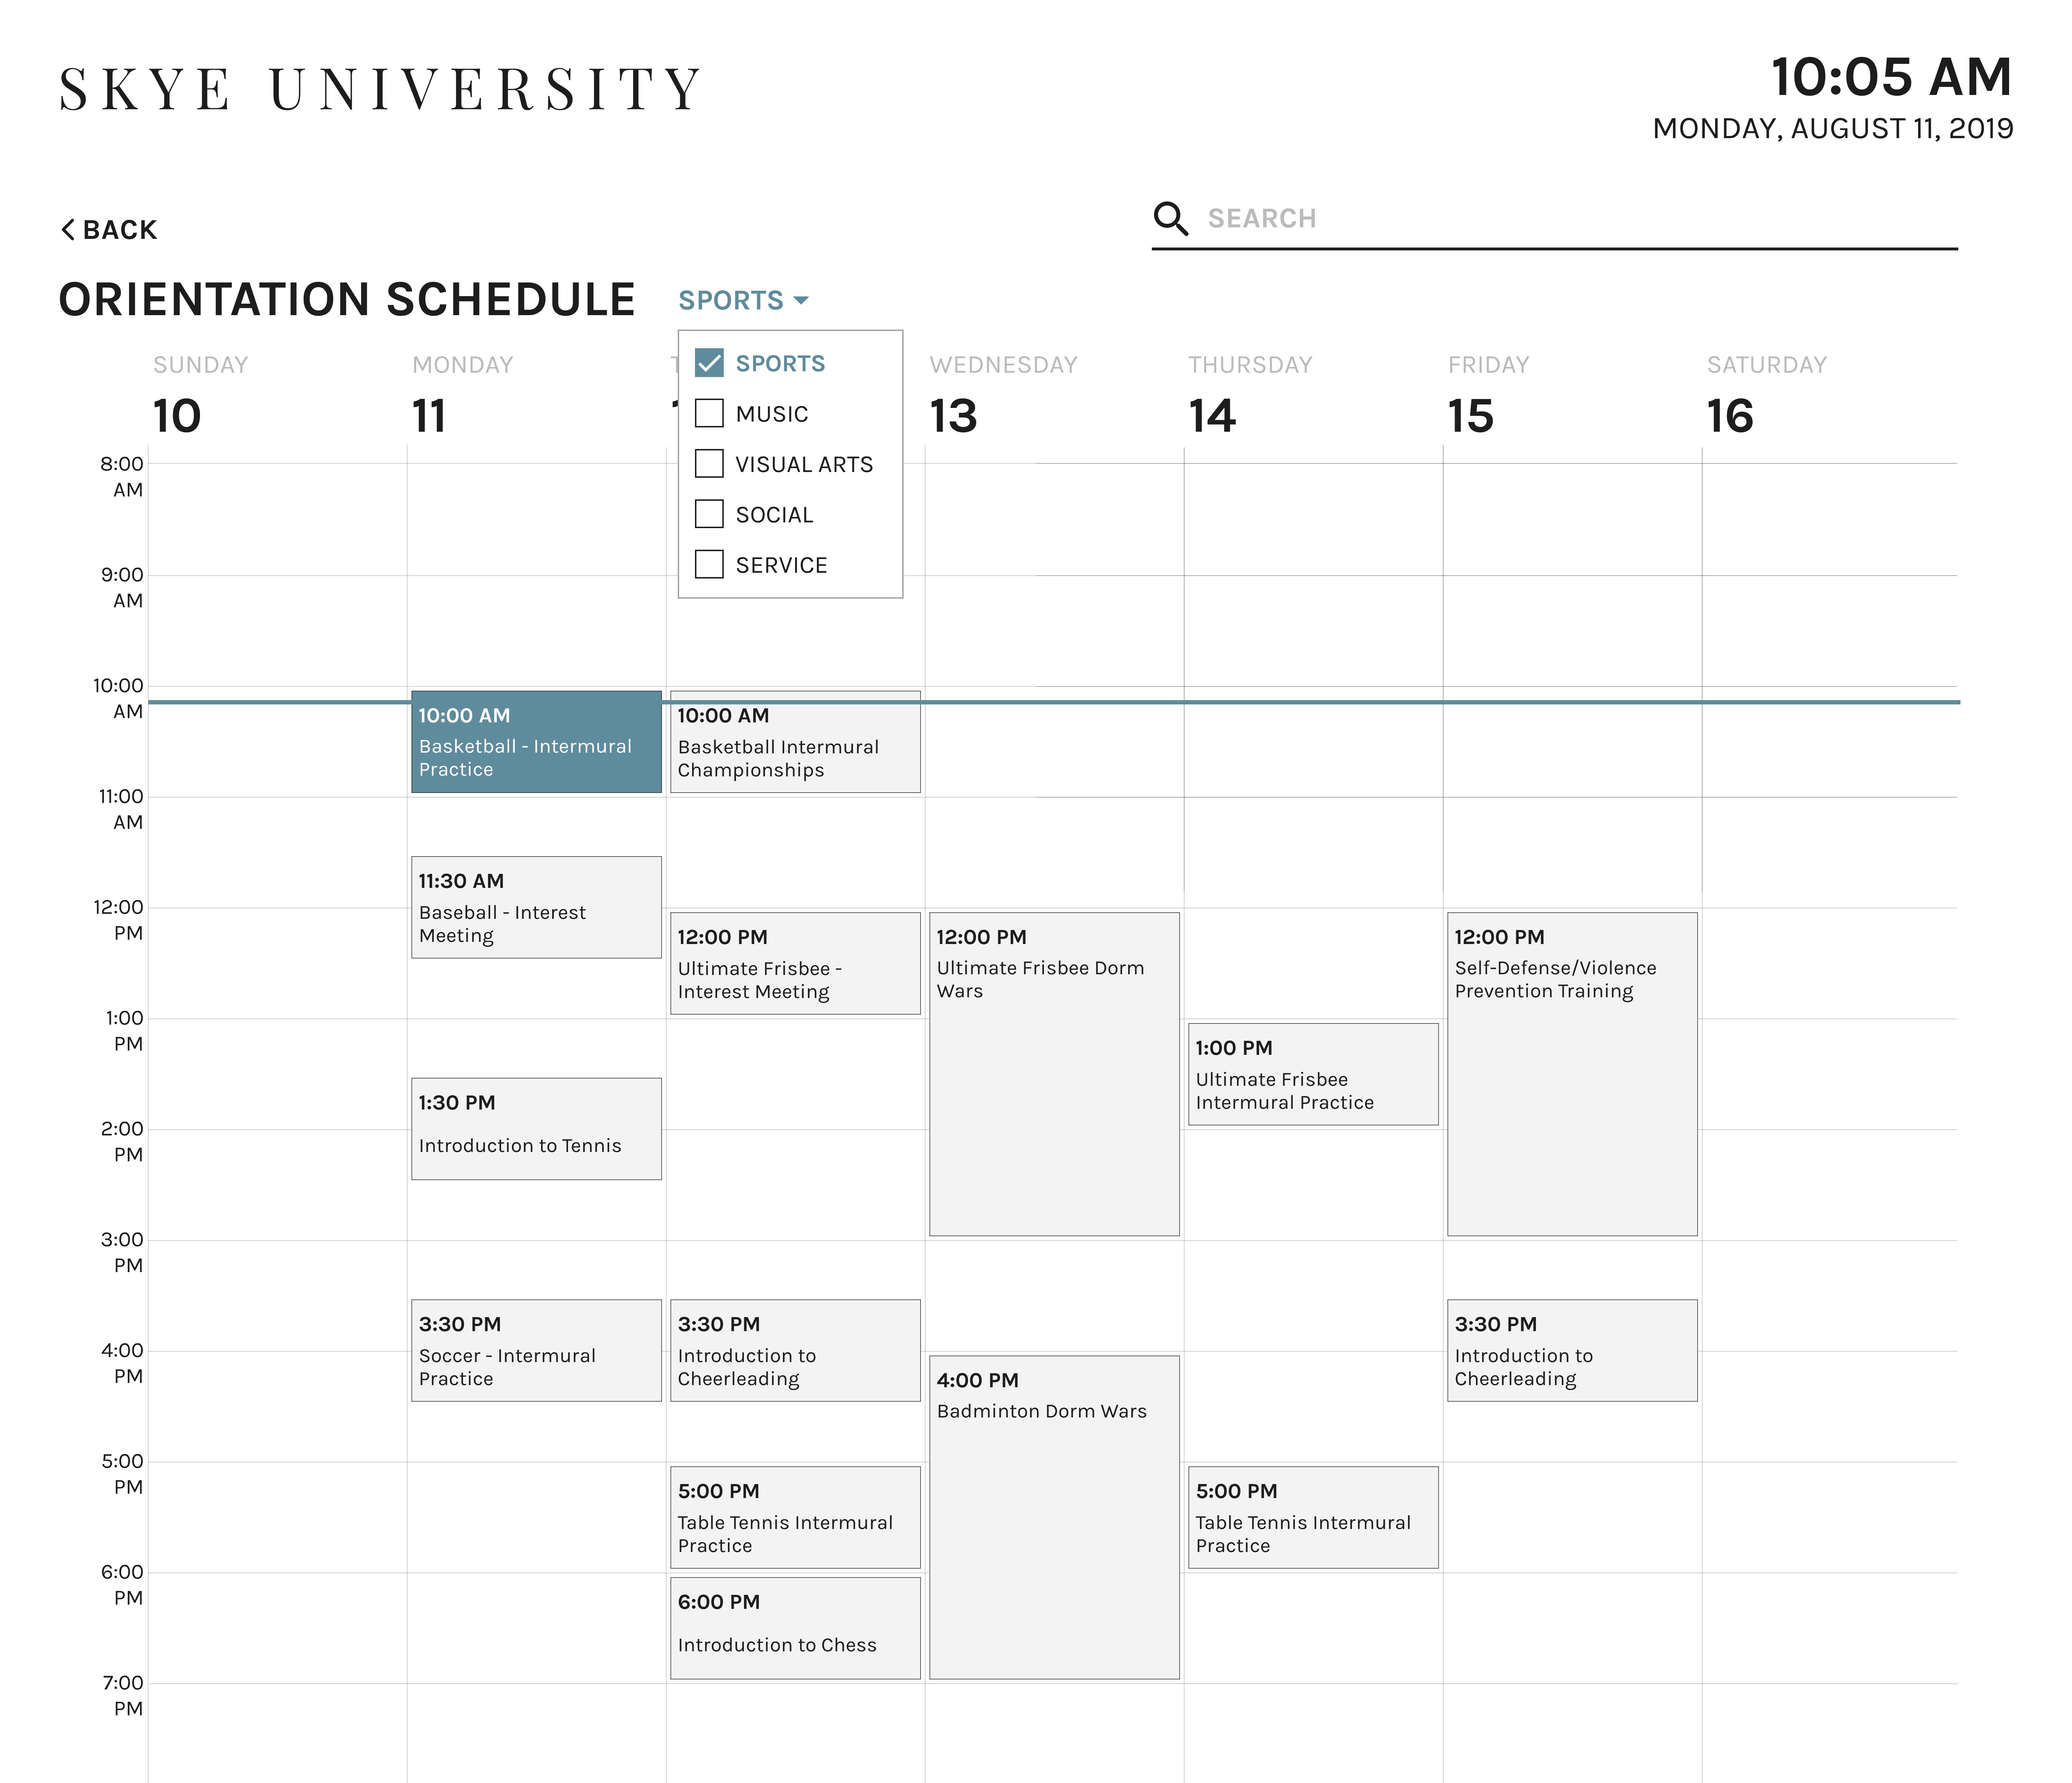 SKYE UNIVERSITY
10:05 AM
MONDAY, AUGUST 11, 2019
BACK
SEARCH
ORIENTATION SCHEDULE
SPORTS
SPORTS
MUSIC
VISUAL ARTS
SOCIAL
SERVICE
SUNDAY
10
MONDAY
11
WEDNESDAY
13
THURSDAY
14
FRIDAY
15
SATURDAY
16
8:00
AM
9:00
AM
10:00
AM
11:00
AM
12:00
PM
1:00
PM
2:00
PM
3:00
PM
4:00
PM
5:00
PM
6:00
PM
7:00
PM
10:00 AM
Basketball - Intermural
Practice
11:30 AM
Baseball - Interest
Meeting
1:30 PM
Introduction to Tennis
3:30 PM
Soccer - Intermural
Practice
10:00 AM
Basketball Intermural
Championships
12:00 PM
Ultimate Frisbee -
Interest Meeting
3:30 PM
Introduction to
Cheerleading
5:00 PM
Table Tennis Intermural
Practice
6:00 PM
Introduction to Chess
12:00 PM
Ultimate Frisbee Dorm
Wars
4:00 PM
Badminton Dorm Wars
1:00 PM
Ultimate Frisbee
Intermural Practice
5:00 PM
Table Tennis Intermural
Practice
12:00 PM
Self-Defense/Violence
Prevention Training
3:30 PM
Introduction to
Cheerleading